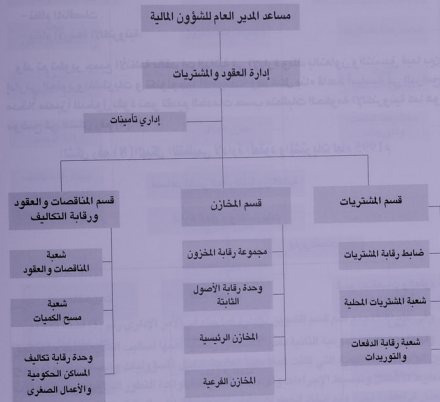 مساعد المدير العام للشؤون المالية
إدارة العقود والمشتريات
إداري تأمينات
قسم المشتريات
ضابط رقابة المشتريات
شعبة المشتريات المحلية
شعبة رقابة الدفعات
والتوريدات
قسم المخازن
مجموعة رقابة المخزون
وحدة رقابة الأصول
الثابتة
المخازن الرئيسية
المخازن الفرعية
قسم المناقصات والعقود
ورقابة التكاليف
شعبة
المناقصات والعقود
شعبة
مسح الكميات
وحدة رقابة تكاليف
المساكن الحكومية
والأعمال الصغرى